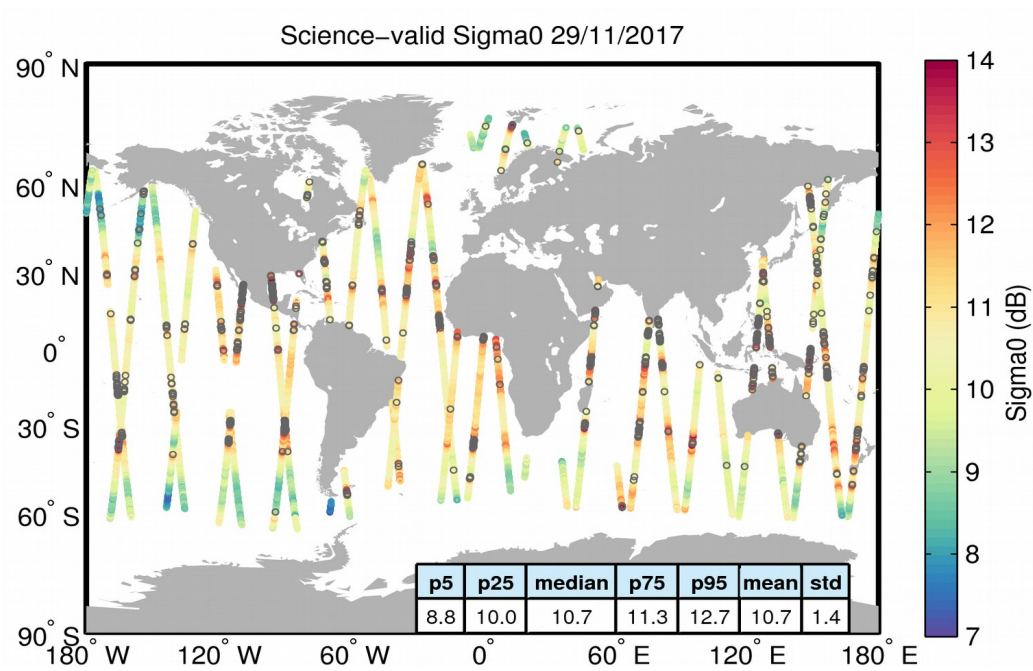 Science−valid Sigma0 29/11/2017
90° N
60° N
30° N
0°
30° S
60° S
90° S
180° W
120° W
60° W
0°
60° E
120° E
180° E
p5 p25 median p75 p95 mean std
8.8 10.0 10.7 11.3 12.7 10.7 1.4
14
13
12
11
10
9
8
7
Sigma0 (dB)